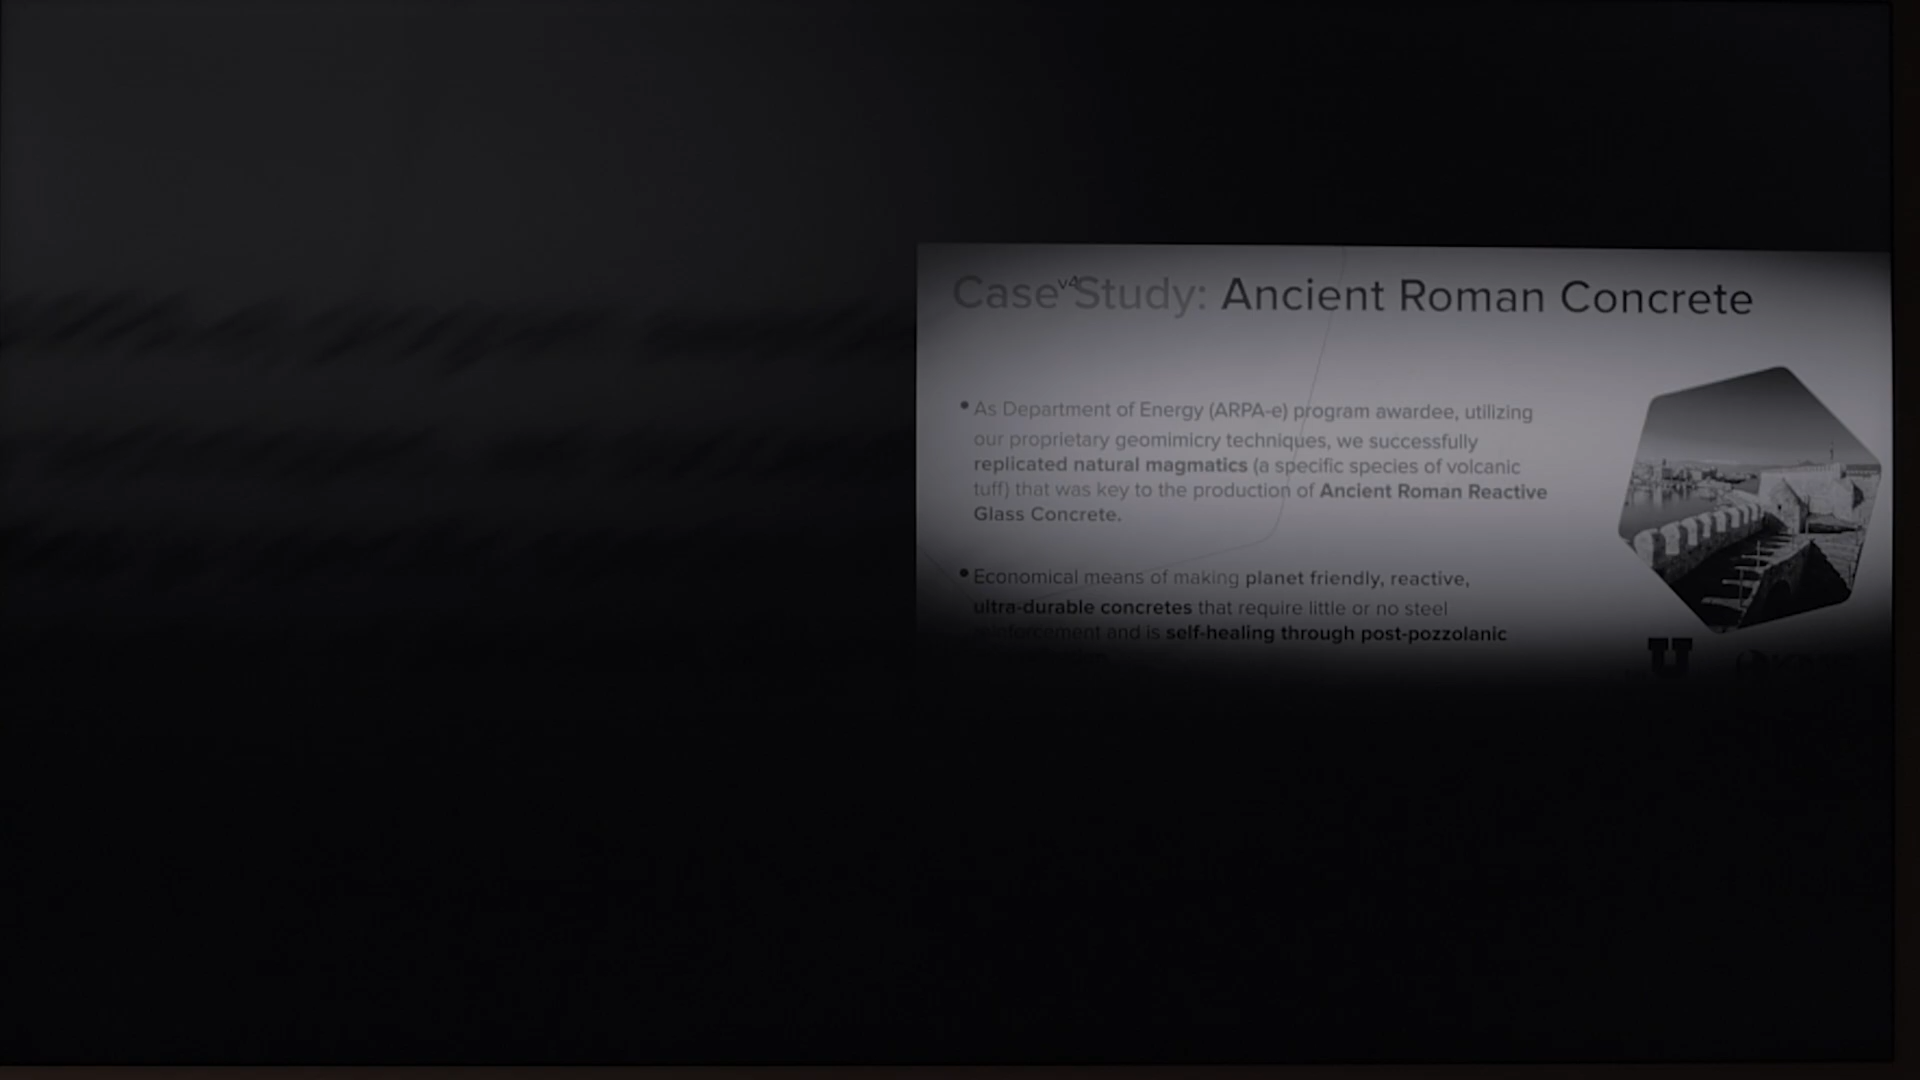 Case Study: Ancient Roman Concrete
v4
• As Department of Energy (ARPA-e) program awardee, utilizing
our proprietary geomimicry techniques, we successfully
replicated natural magmatics (a specific species of volcanic
tuff) that was key to the production of Ancient Roman Reactive
Glass Concrete.
• Economical means of making planet friendly, reactive,
ultra-durable concretes that require little or no steel
reinforcement and is self-healing through post-pozzolanic
U